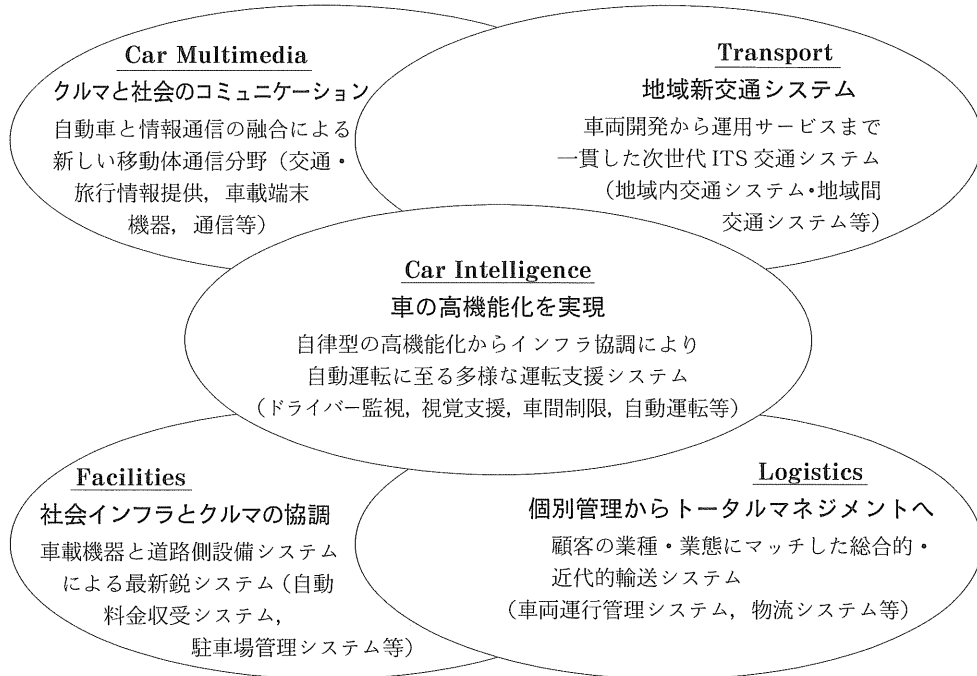 Car Multimedia
クルマと社会のコミュニケーション
自動車と情報通信の融合による
新しい移動体通信分野(交通・
旅行情報提供,車載端末
機器,通信等)
Transport
地域新交通システム
車両開発から運用サービスまで
一貫した次世代 ITS 交通システム
(地域内交通システム・地域間
交通システム等)
Car Intelligence
車の高機能化を実現
自律型の高機能化からインフラ協調により
自動運転に至る多様な運転支援システム
(ドライバー監視,視覚支援,車間制限,自動運転等)
Facilities
社会インフラとクルマの協調
車載機器と道路側設備システム
による最新鋭システム(自動
料金収受システム,
駐車場管理システム等)
Logistics
個別管理からトータルマネジメントへ
顧客の業種・業態にマッチした総合的・
近代的輸送システム
(車両運行管理システム,物流システム等)